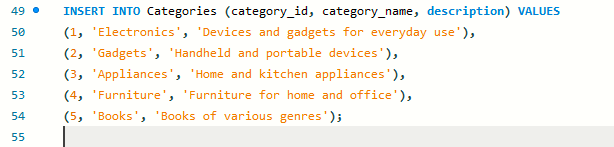 49 INSERT INTO Categories (category_id, category_name, description) VALUES
50 (1, 'Electronics', 'Devices and gadgets for everyday use'),
51 (2, 'Gadgets', 'Handheld and portable devices'),
52 (3, 'Appliances', 'Home and kitchen appliances'),
53 (4, 'Furniture', 'Furniture for home and office'),
54 (5, 'Books', 'Books of various genres');
55